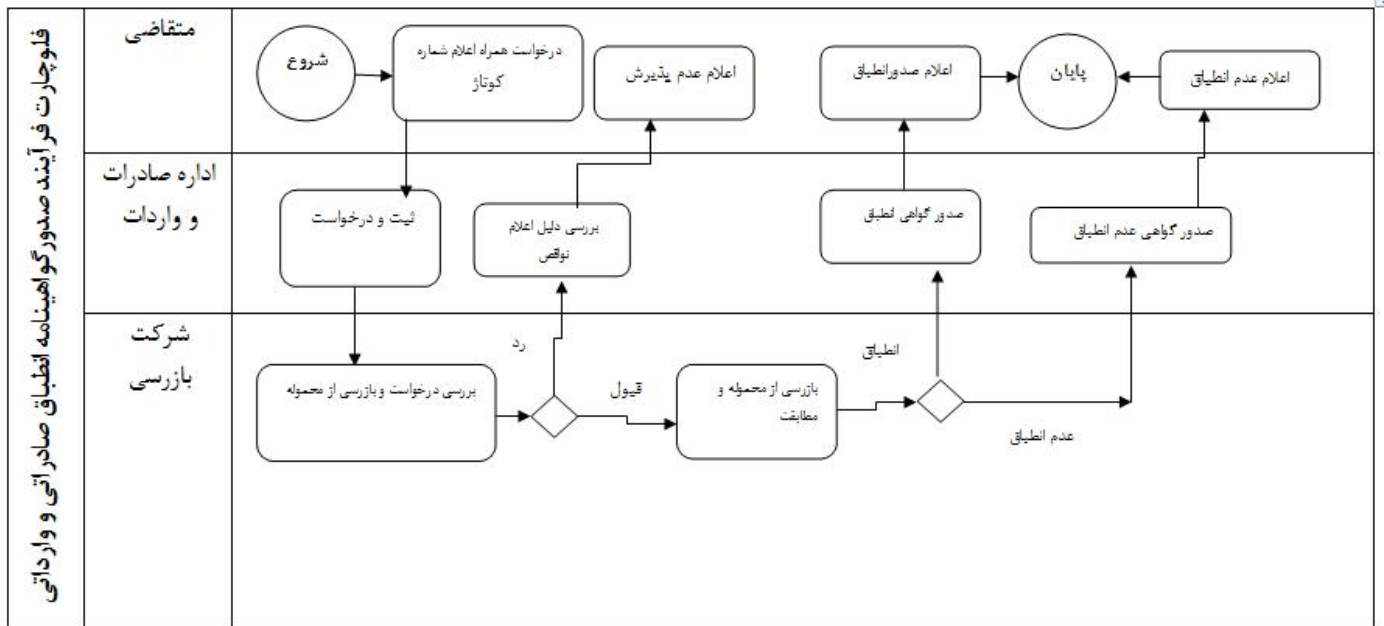 فلوچارت فرآیند صدورگواهینامه انطباق صادراتی و وارداتی
متقاضی
شروع
درخواست همراه اعلام شماره
کوتاژ
اعلام عدم پذیرش
اعلام صدورانطباق
پایان
اعلام عدم انطباق
اداره صادرات
و واردات
ثبت و درخواست
بررسی دلیل اعلام
نواقص
صدور گواهی انطبق
صدور گواهی عدم انطباق
شرکت
بازرسی
بررسی درخواست و بازرسی از محموله
رد
قبول
بازرسی از محموله و
مطابقت
انطباق
عدم انطباق